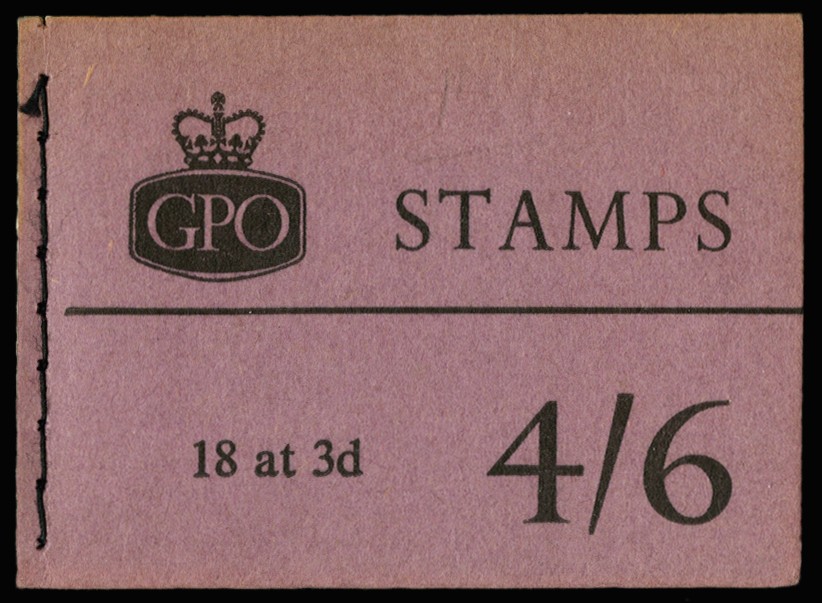 GPO
STAMPS
18 at 3d
4/6